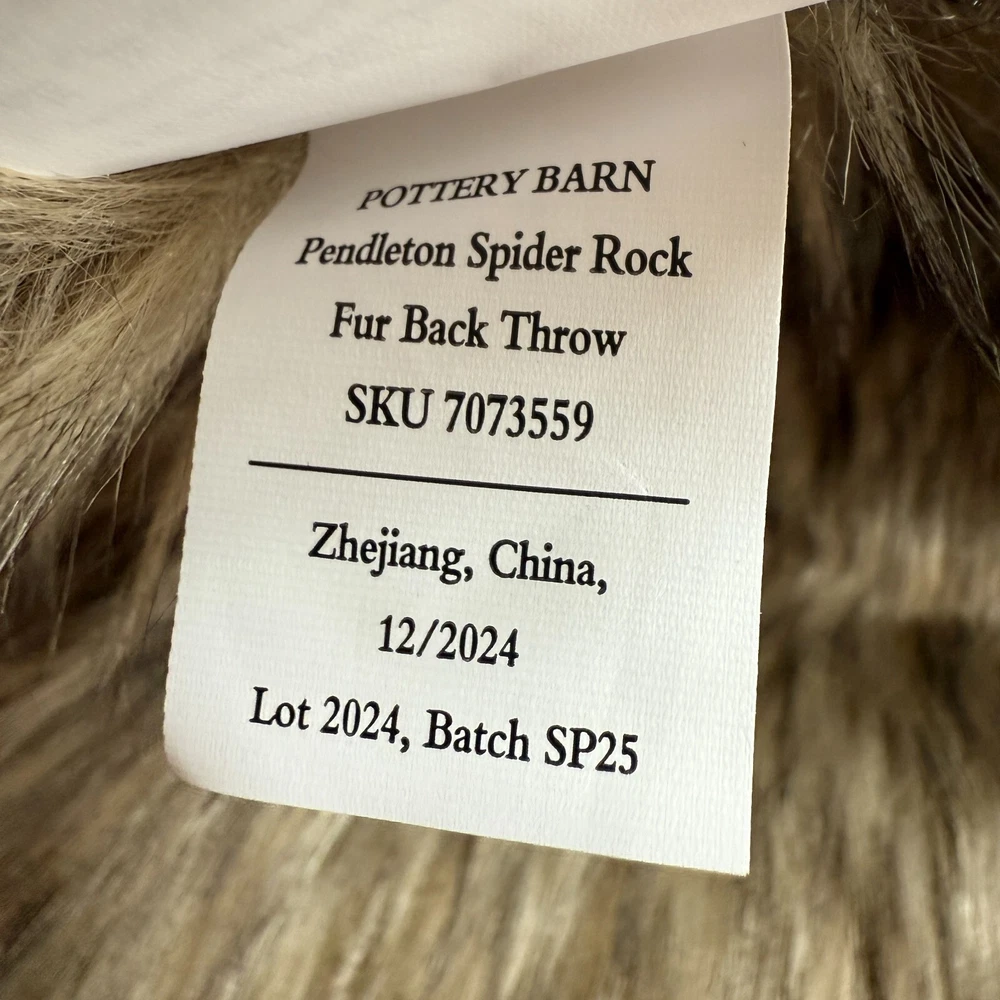 POTTERY BARN
Pendleton Spider Rock
Fur Back Throw
SKU 7073559
Zhejiang, China,
12/2024
Lot 2024, Batch SP25